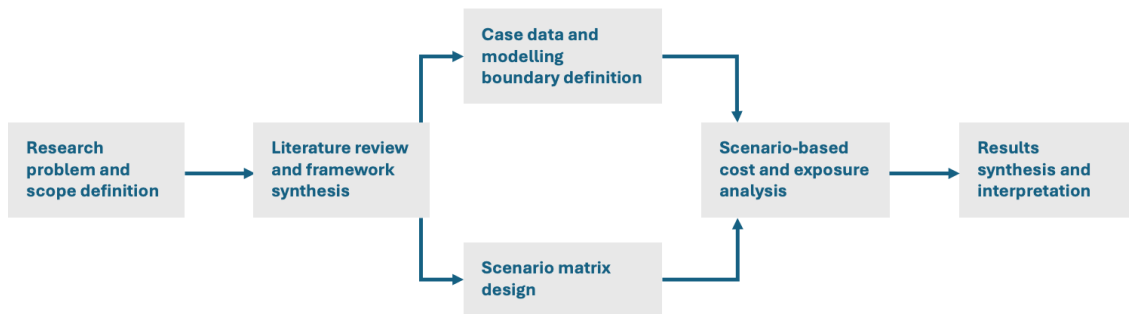 Research
problem and
scope definition
Literature review
and framework
synthesis
Case data and
modelling
boundary definition
Scenario matrix
design
Scenario-based
cost and exposure
analysis
Results
synthesis and
interpretation